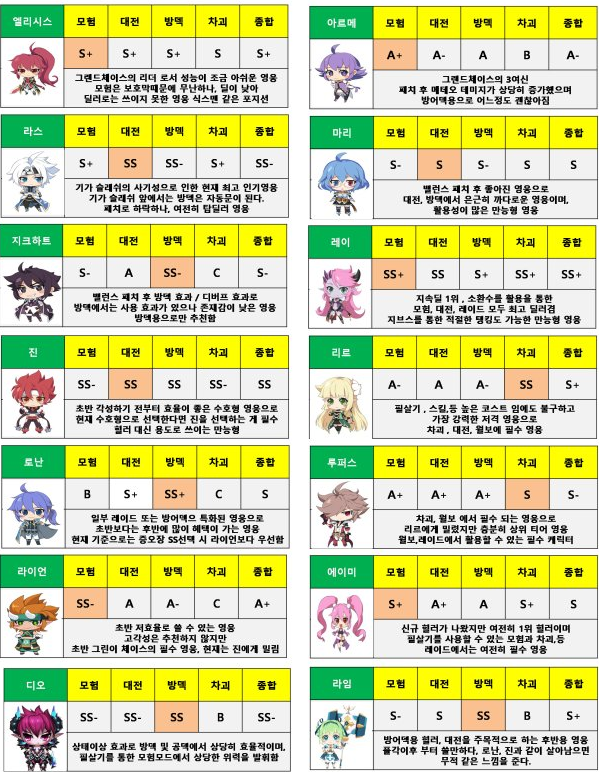 엘리시스 모험 대전 방덱 차괴 종합
S+ S+ S+ S S+
그랜드체이스의 리더 로서 성능이 조금 아쉬운 영웅
모험은 보호막때문에 무난하나, 딜이 낮아
딜러로는 쓰이지 못한 영웅 식스맨 같은 포지션
라스 모험 대전 방덱 차괴 종합
S+ SS SS- S+ SS-
기가 슬래쉬의 사기성으로 인한 현재 최고 인기영웅
기가 슬래쉬 앞에서는 방덱은 자동문이 된다.
패치로 하락하나, 여전히 탑딜러 영웅
지크하트 모험 대전 방덱 차괴 종합
S- A SS- C S-
밸런스 패치 후 방덱 효과 / 디버프 효과로
방덱에서는 사용 효과가 있으나 존재감이 낮은 영웅
방덱용으로만 추천함
진 모험 대전 방덱 차괴 종합
SS- SS SS SS- SS
초반 각성하기 전부터 효율이 좋은 수호형 영웅으로
현재 수호형으로 선택한다면 진을 선택하는 게 필수
힐러 대신 용도로 쓰이는 만능형
로난 모험 대전 방덱 차괴 종합
B S+ SS+ C S
일부 레이드 또는 방어덱으 특화된 영웅으로
초반보다는 후반에 많이 혜택이 가는 영웅
현재 기준으로는 증오장 SS선택 시 라이언보다 우선함
라이언 모험 대전 방덱 차괴 종합
SS- A A- C A+
초반 저효율로 쓸 수 있는 영웅
고각성은 추천하지 않지만
초반 그린이 체이스의 필수 영웅, 현재는 진에게 밀림
디오 모험 대전 방덱 차괴 종합
SS- SS- SS B SS-
상태이상 효과로 방덱 및 공덱에서 상당히 효율적이며,
필살기를 통한 모험모드에서 상당한 위력을 발휘함
아르메 모험 대전 방덱 차괴 종합
A+ A- A B A-
그랜드체이스의 3여신
패치 후 메테오 데미지가 상당히 증가했으며
방어덱용으로 어느정도 괜찮아짐
마리 모험 대전 방덱 차괴 종합
S- S S- S S
밸런스 패치 후 좋아진 영웅으로
대전, 방덱에서 은근히 까다로운 영웅이며,
활용성이 많은 만능형 영웅
레이 모험 대전 방덱 차괴 종합
SS+ SS S+ SS+ SS+
지속딜 1위 , 소환수를 활용을 통한
모험, 대전, 레이드 모두 최고 딜러겸
지브스를 통한 적절한 탱킹도 가능한 만능형 영웅
리르 모험 대전 방덱 차괴 종합
A- A A- SS S+
필살기 , 스킬,등 높은 코스트 임에도 불구하고
가장 강력한 저격 영웅으로
차괴 , 대전, 월보에 필수 영웅
루퍼스 모험 대전 방덱 차괴 종합
A+ A+ A+ S S-
차괴, 월보 에서 필수 되는 영웅으로
리르에게 밀렸지만 충분히 상위 티어 영웅
월보,레이드에서 활용할 수 있는 필수 케릭터
에이미 모험 대전 방덱 차괴 종합
S+ A+ A S+ S
신규 힐러가 나왔지만 여전히 1위 힐러이며
필살기를 사용할 수 있는 모험과 차괴,등
레이드에서는 여전히 필수 영웅
라임 모험 대전 방덱 차괴 종합
S- S SS B S+
방어덱용 힐러, 대전을 주목적으로 하는 후반용 영웅
풀각이후 부터 쓸만하다, 로난, 진과 같이 살아남으면
무적 같은 느낌을 준다.